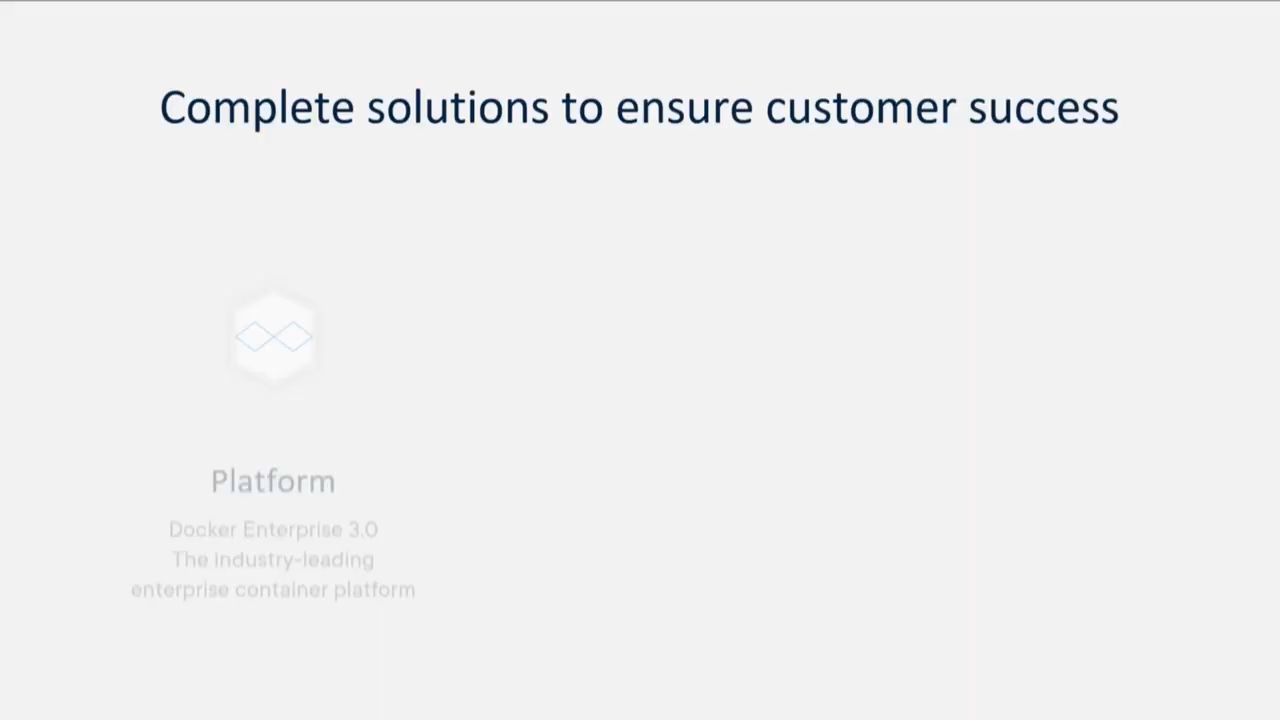 Complete solutions to ensure customer success
Platform
Docker Enterprise 3.0
The industry-leading
enterprise container platform